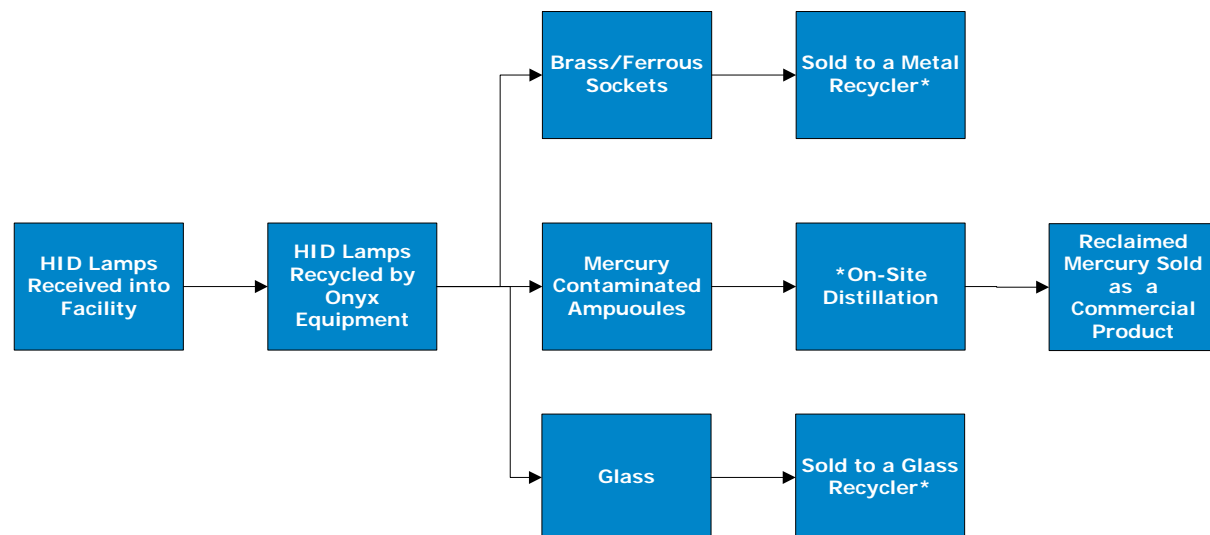 Brass/Ferrous
Sockets
Sold to a Metal
Recycler*
HID Lamps
Received into
Facility
HID Lamps
Recycled by
Onyx
Equipment
Mercury
Contaminated
Ampuoules
*On-Site
Distillation
Reclaimed
Mercury Sold
as a
Commercial
Product
Glass
Sold to a Glass
Recycler*